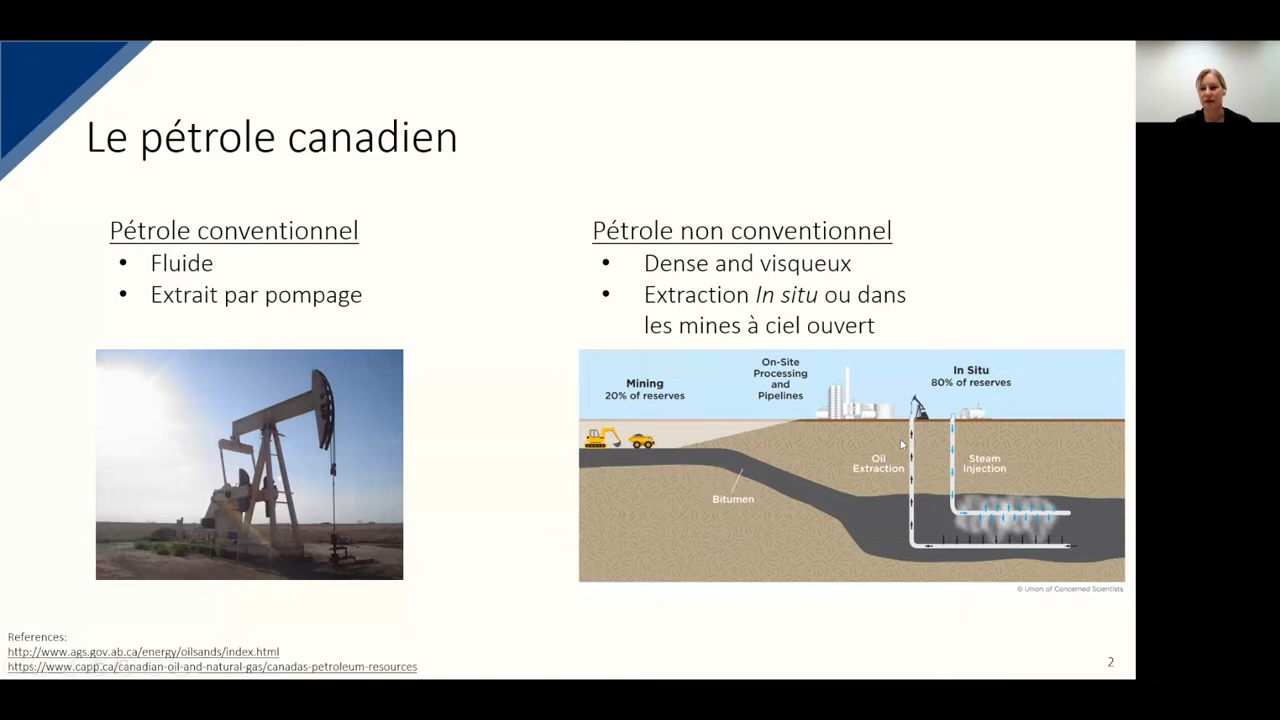 Le pétrole canadien
Pétrole conventionnel
• Fluide
• Extrait par pompage
Pétrole non conventionnel
• Dense and visqueux
• Extraction In situ ou dans
les mines à ciel ouvert
Mining
20% of reserves
On-Site
Processing
and
Pipelines
In Situ
80% of reserves
Oil
Extraction
Steam
Injection
Bitumen
© Union of Concerned Scientists
References:
http://www.ags.gov.ab.ca/energy/oilsands/index.html
https://www.capp.ca/canadian-oil-and-natural-gas/canadas-petroleum-resources
2